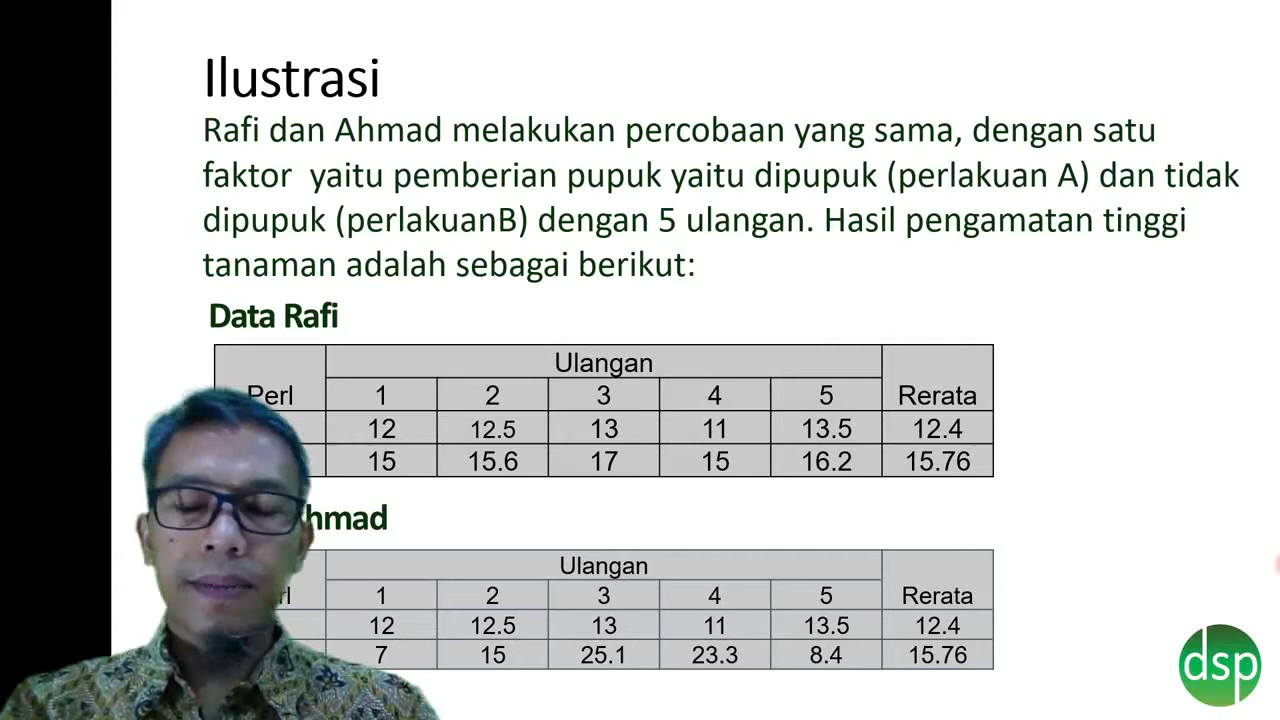 Ilustrasi
Rafi dan Ahmad melakukan percobaan yang sama, dengan satu
faktor yaitu pemberian pupuk yaitu dipupuk (perlakuan A) dan tidak
dipupuk (perlakuanB) dengan 5 ulangan. Hasil pengamatan tinggi
tanaman adalah sebagai berikut:
Data Rafi
Ulangan
Perl 1 2 3 4 5 Rerata
12 12.5 13 11 13.5 12.4
15 15.6 17 15 16.2 15.76
hmad
Ulangan
1 2 3 4 5 Rerata
12 12.5 13 11 13.5 12.4
7 15 25.1 23.3 8.4 15.76
dsp